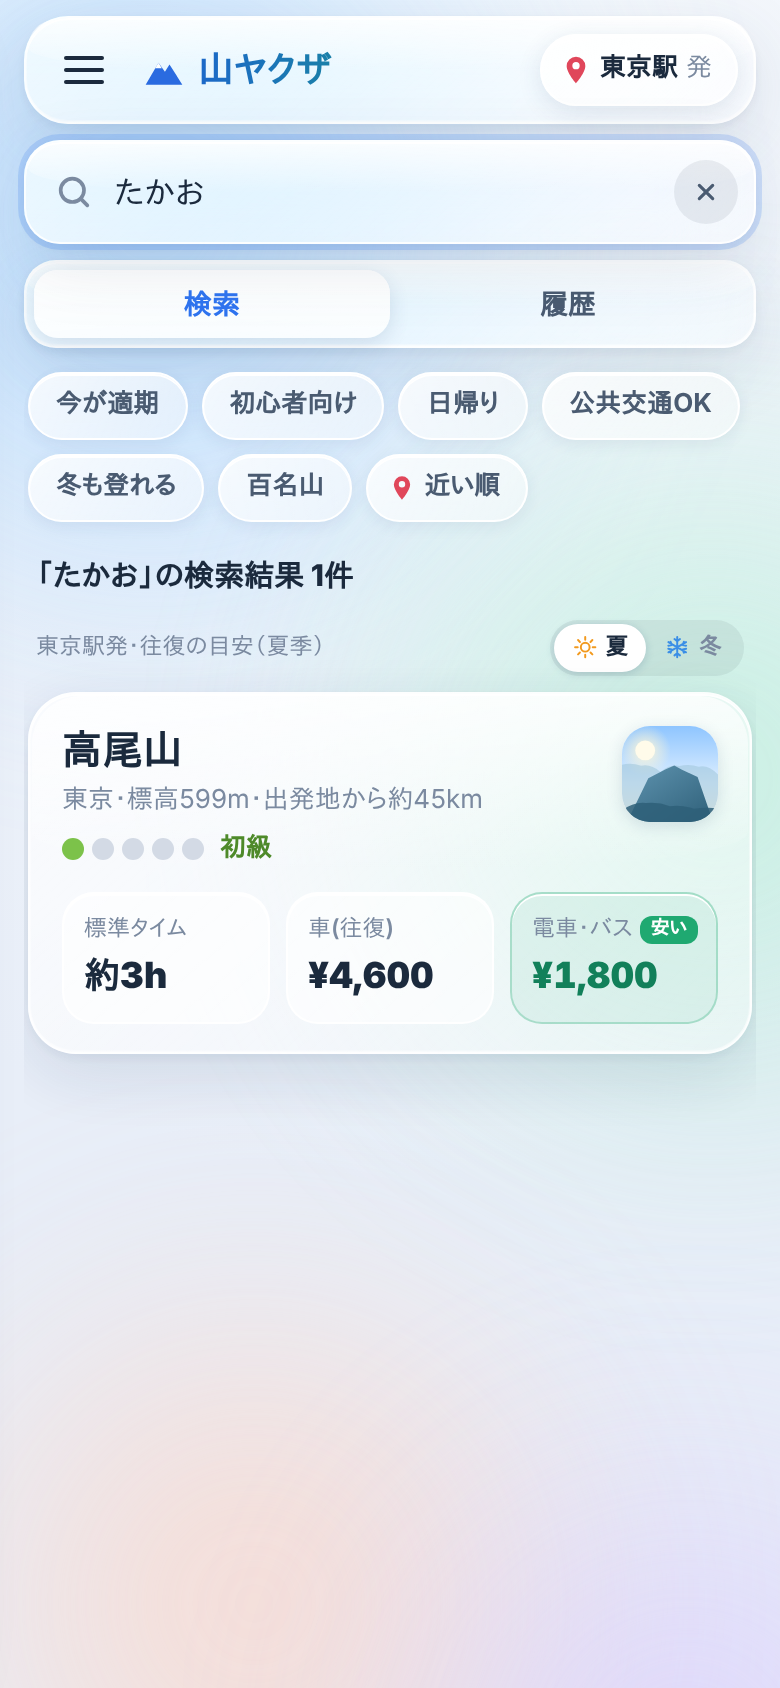 山ヤクザ
東京駅 発
たかお
検索 履歴
今が適期 初心者向け 日帰り 公共交通OK
冬も登れる 百名山 近い順
「たかお」の検索結果 1件
東京駅発・往復の目安（夏季） 夏 冬
高尾山
東京・標高599m・出発地から約45km
初級
標準タイム
約3h
車(往復)
¥4,600
電車・バス 安い
¥1,800